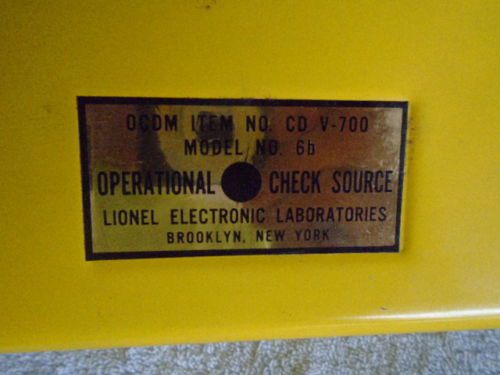 OCDM ITEM NO. CD V-700
MODEL NO. 6b
OPERATIONAL CHECK SOURCE
LIONEL ELECTRONIC LABORATORIES
BROOKLYN, NEW YORK